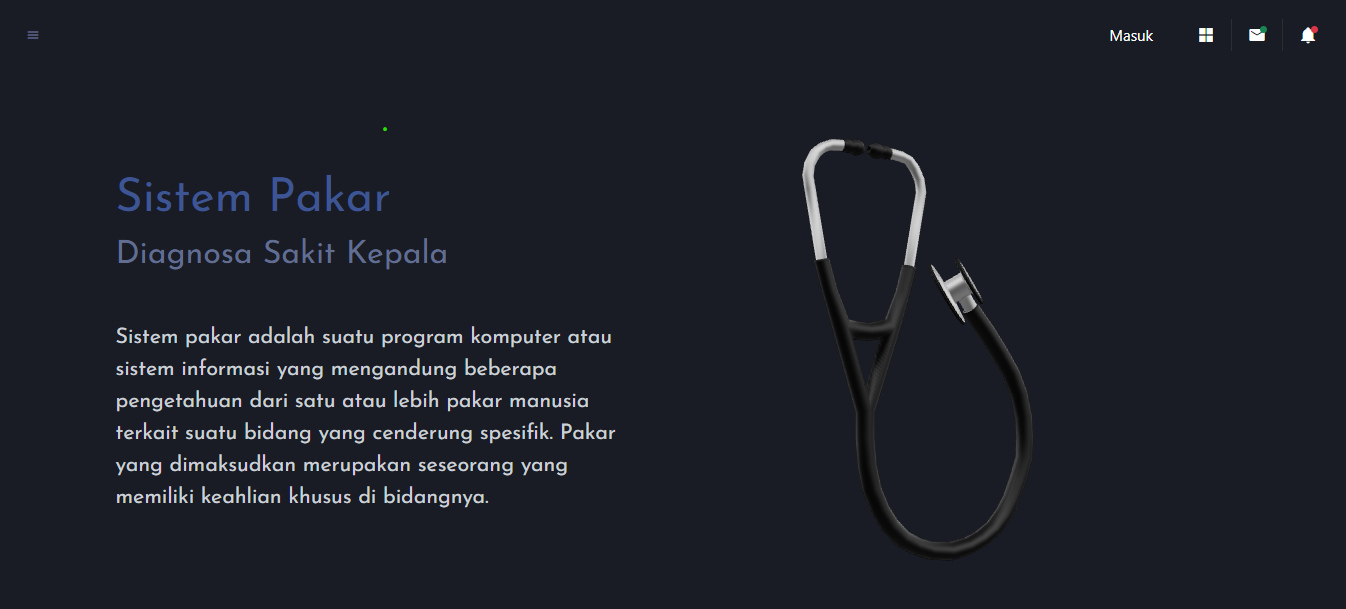 Masuk
Sistem Pakar
Diagnosa Sakit Kepala
Sistem pakar adalah suatu program komputer atau
sistem informasi yang mengandung beberapa
pengetahuan dari satu atau lebih pakar manusia
terkait suatu bidang yang cenderung spesifik. Pakar
yang dimaksudkan merupakan seseorang yang
memiliki keahlian khusus di bidangnya.